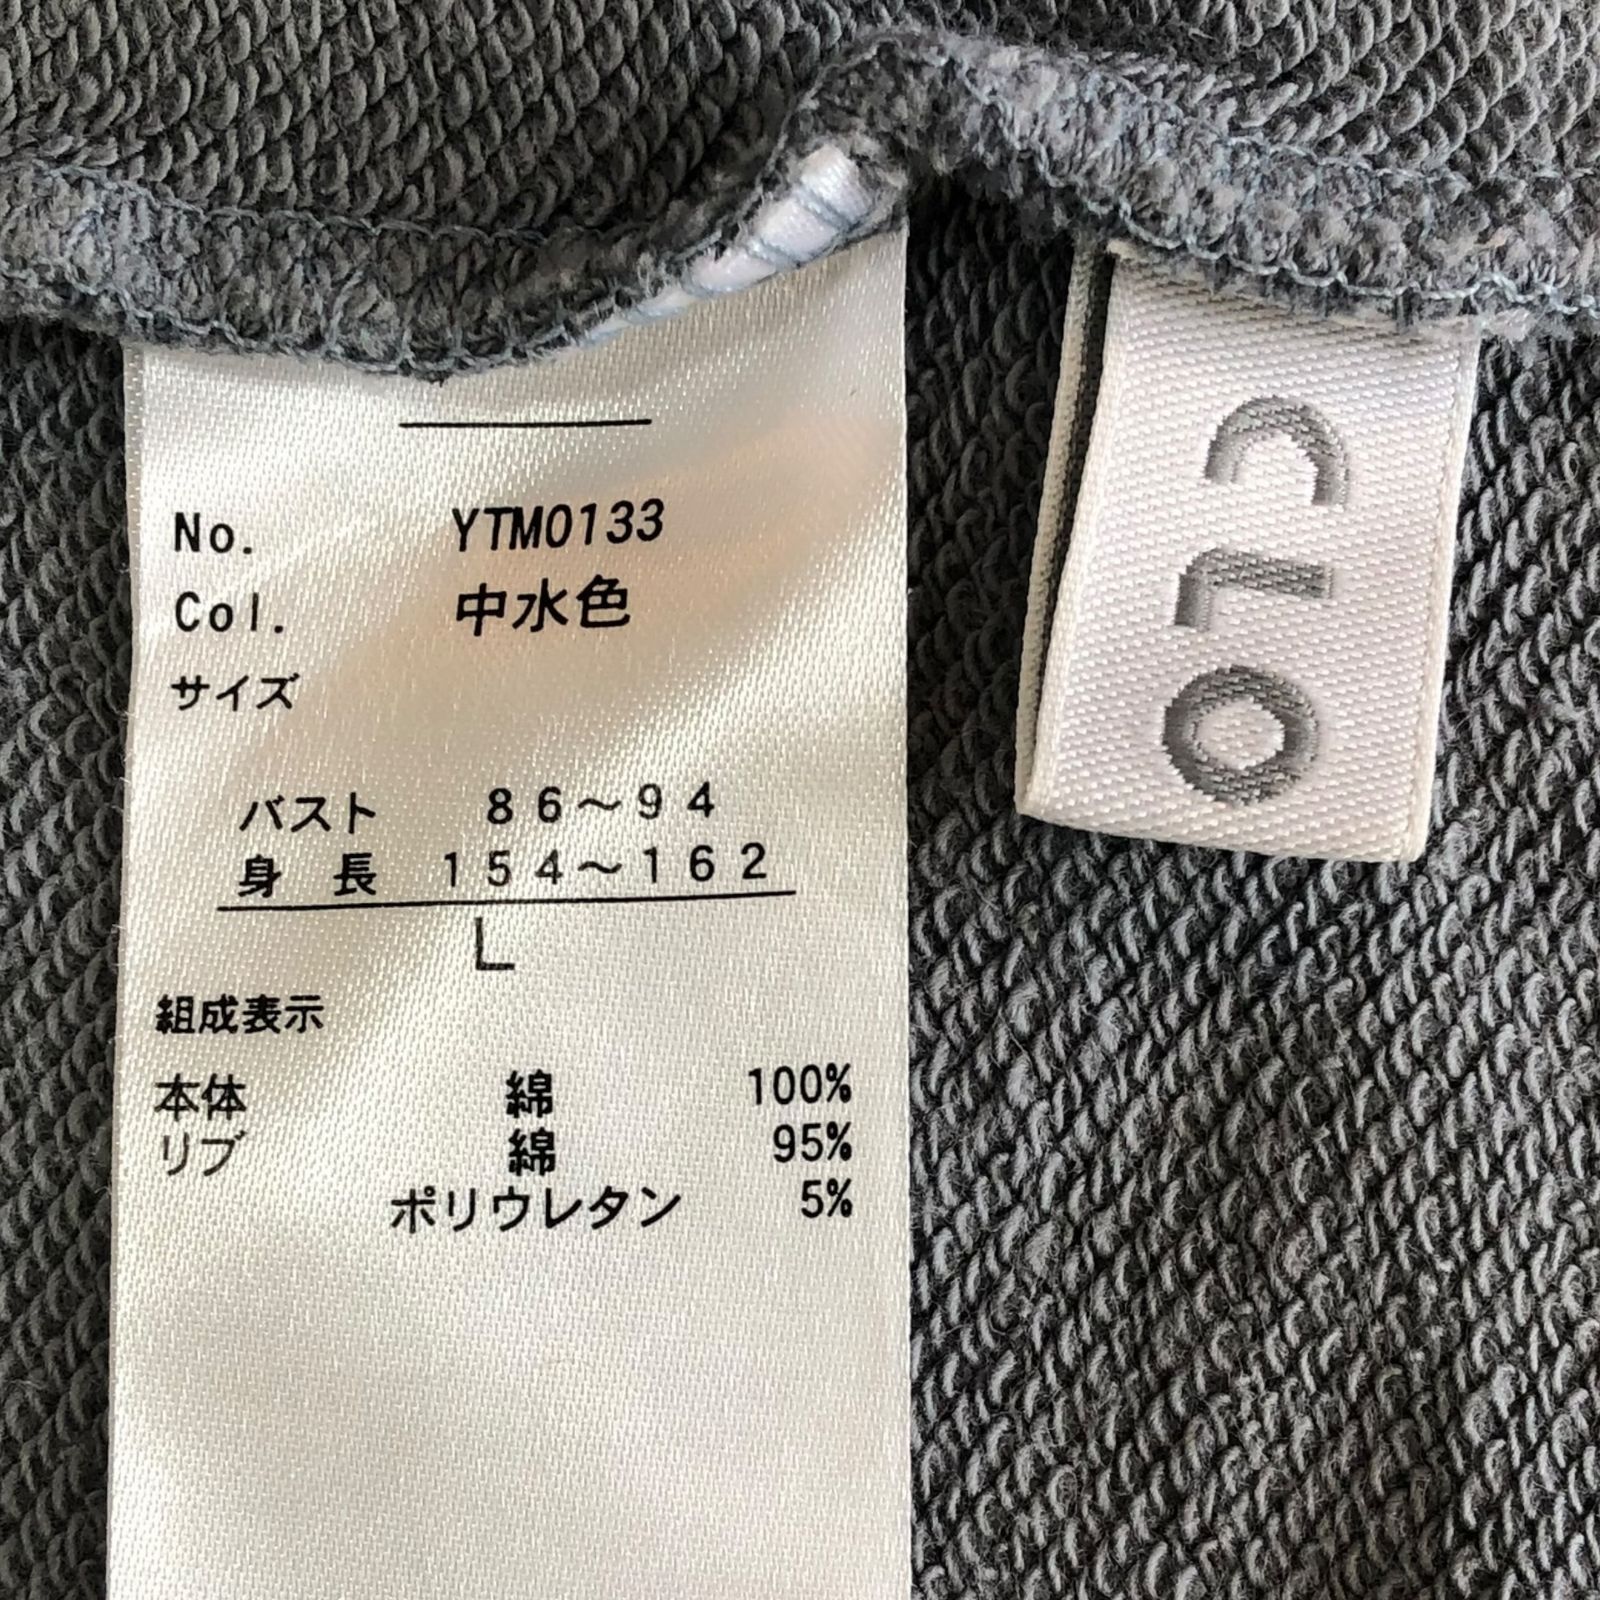 No. YTM0133
Col. 中水色
サイズ
バスト 86～94
身長 154～162
L
組成表示
本体 綿 100%
リブ 綿 95%
ポリウレタン 5%
CLO